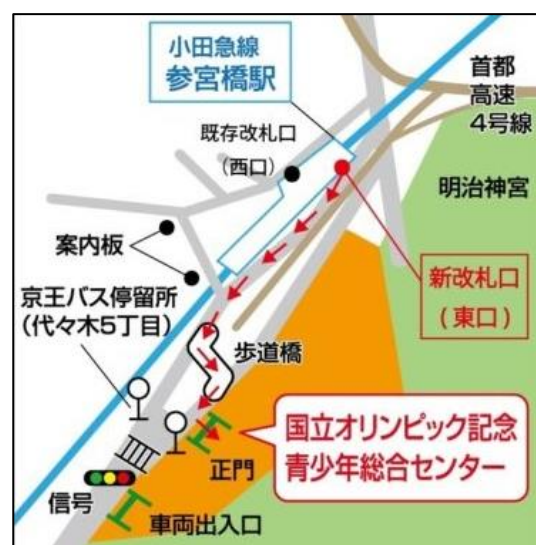 小田急線
参宮橋駅
首都
高速
4号線
既存改札口
(西口)
明治神宮
案内板
新改札口
(東口)
京王バス停留所
(代々木5丁目)
歩道橋
国立オリンピック記念
青少年総合センター
正門
信号
車両出入口